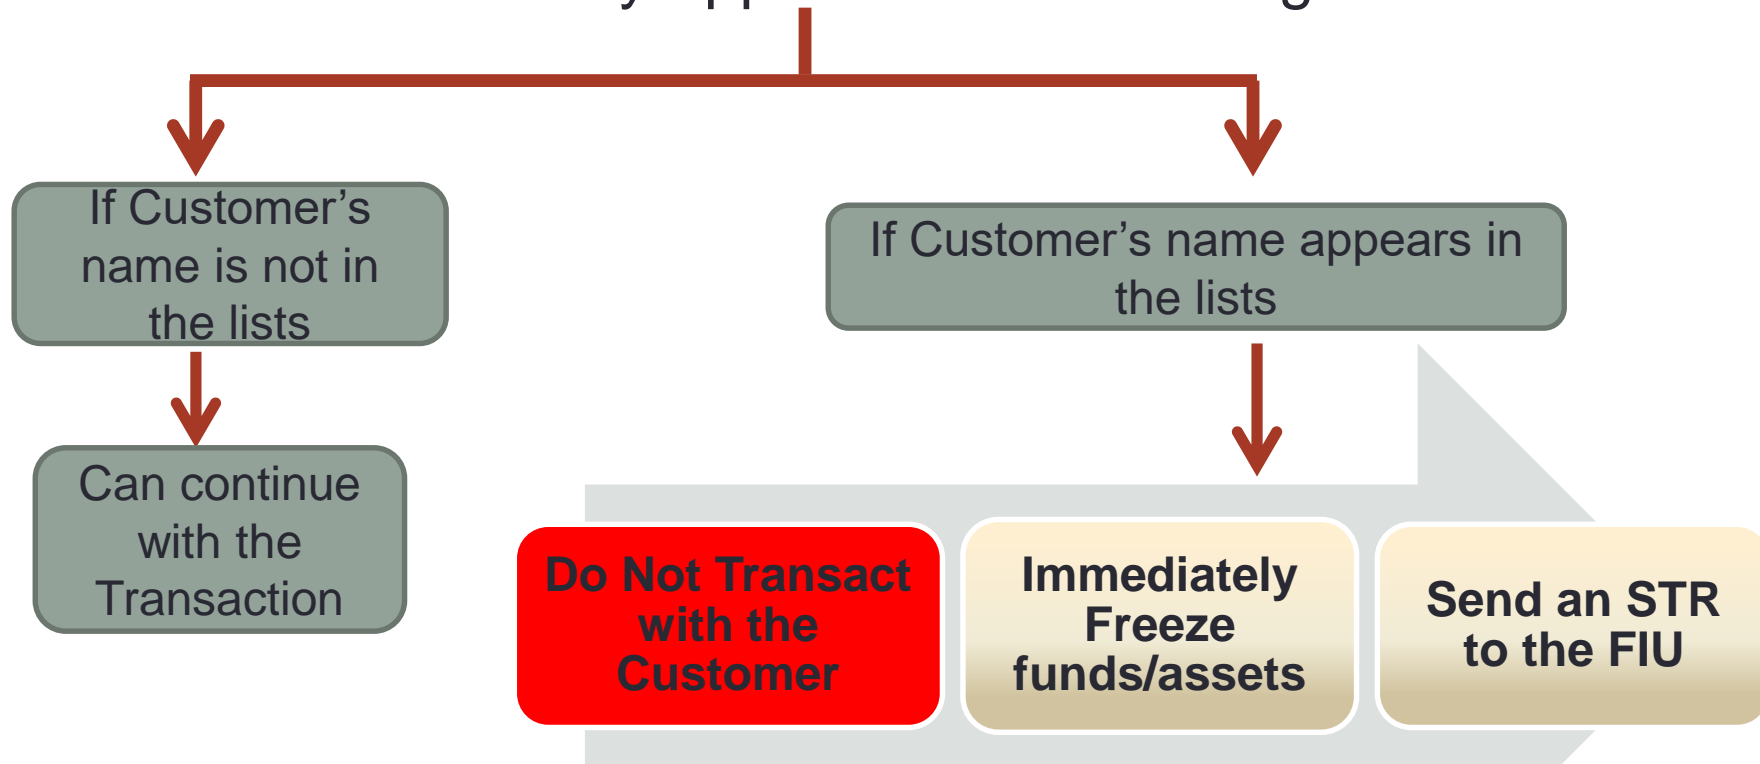 If Customer’s
name is not in
the lists
If Customer’s name appears in
the lists
Can continue
with the
Transaction
Do Not Transact
with the
Customer
Immediately
Freeze
funds/assets
Send an STR
to the FIU